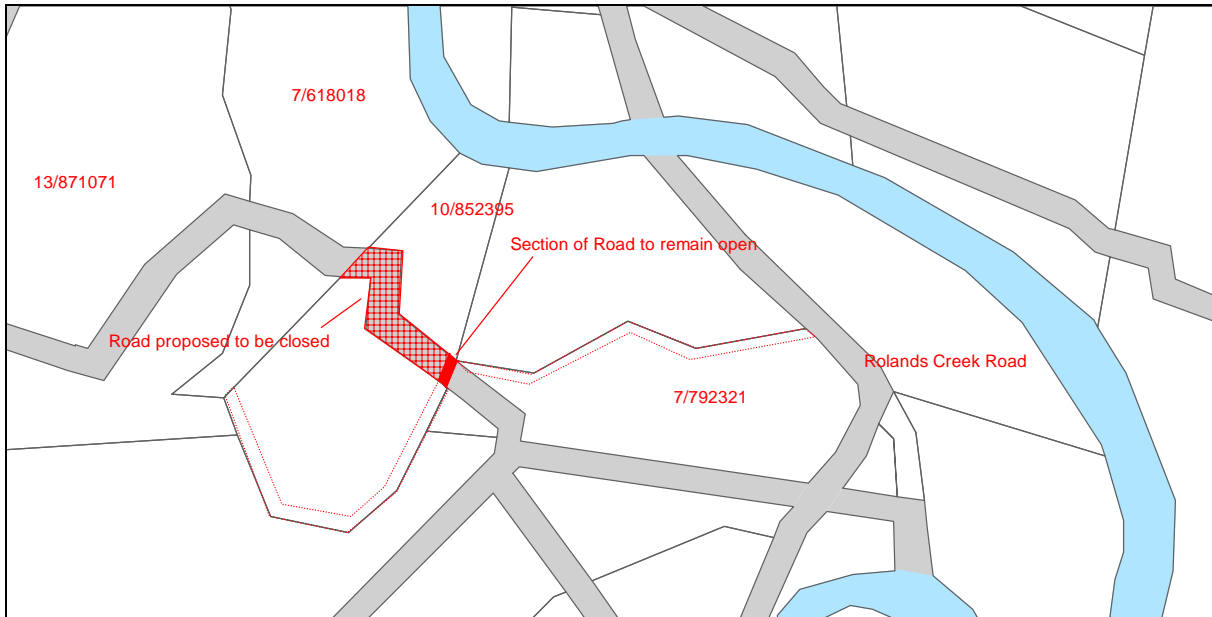 7/618018
13/871071
10/852395
Section of Road to remain open
Road proposed to be closed
Rolands Creek Road
7/792321